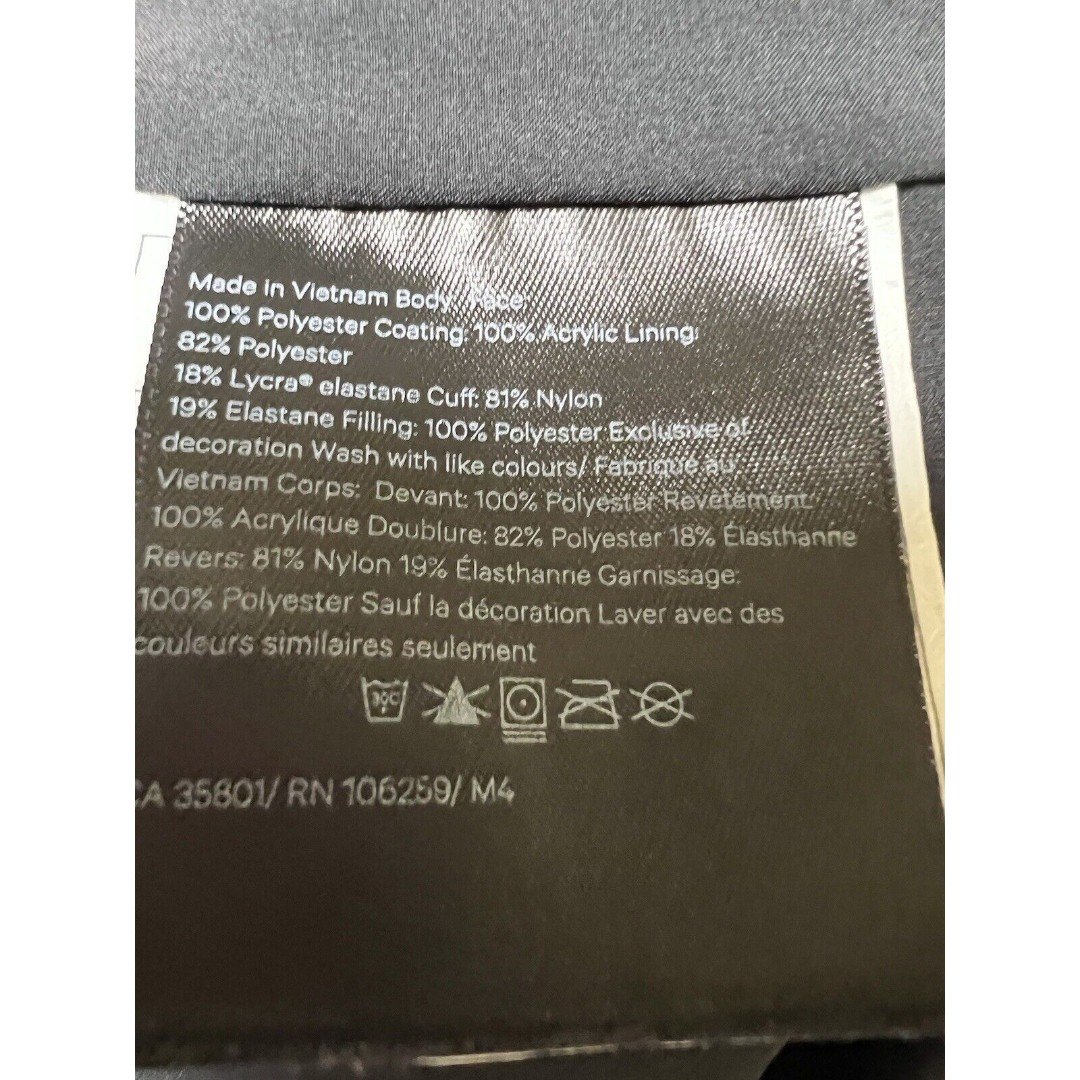 Made in Vietnam Body: Face:
100% Polyester Coating: 100% Acrylic Lining:
82% Polyester
18% Lycra® elastane Cuff: 81% Nylon
19% Elastane Filling: 100% Polyester Exclusive of
decoration Wash with like colours/ Fabriqué au
Vietnam Corps: Devant: 100% Polyester Revêtement:
100% Acrylique Doublure: 82% Polyester 18% Élasthanne
Revers: 81% Nylon 19% Élasthanne Garnissage:
100% Polyester Sauf la décoration Laver avec des
couleurs similaires seulement
30C
CA 35801/ RN 106259/ M4